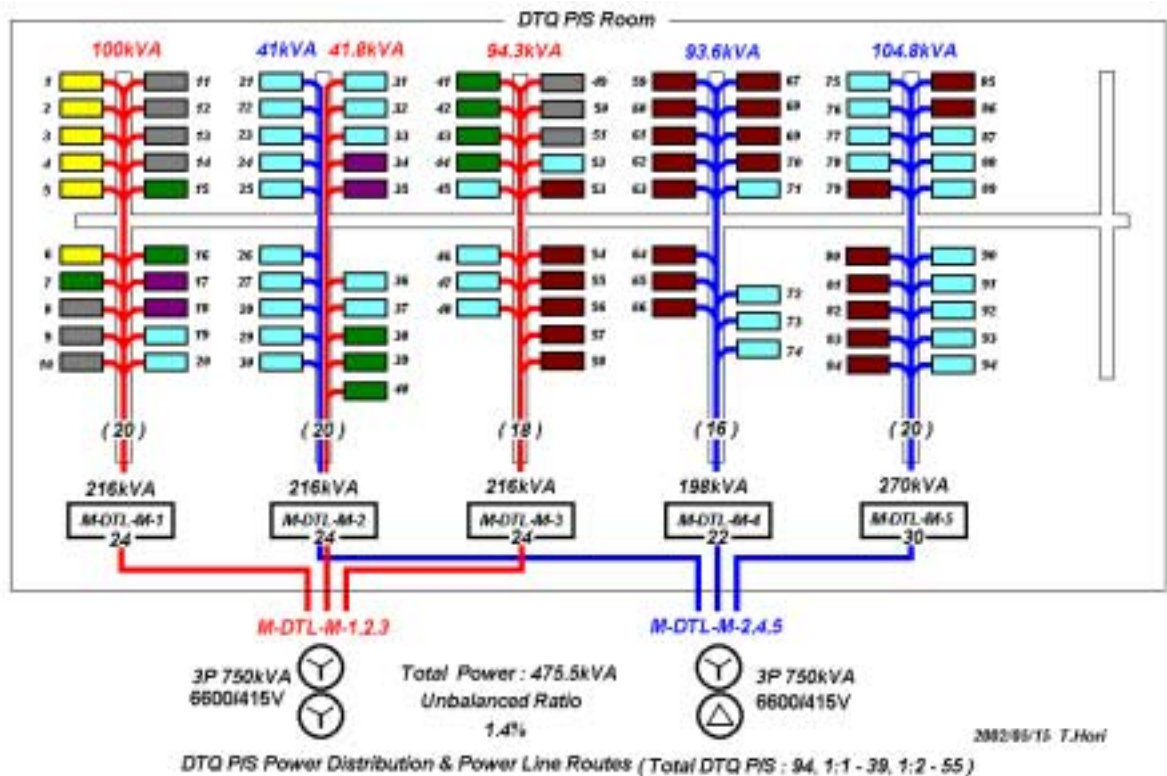 DTQ P/S Room
100kVA 41kVA 41.8kVA 94.3kVA 93.6kVA 104.8kVA
1 11 21 31 41 49 59 67 75 85
2 12 22 32 42 50 60 68 76 86
3 13 23 33 43 51 61 69 77 87
4 14 24 34 44 62 70 78 88
5 15 25 35 45 53 63 71 79 89
6 16 26 46 54 64 80 90
7 17 27 36 47 55 65 72 81 91
8 18 37 48 56 66 73 82 92
9 19 29 38 57 74 83 93
10 20 30 39 58 84 94
40
( 20 ) ( 20 ) ( 18 ) ( 16 ) ( 20 )
216kVA 216kVA 216kVA 198kVA 270kVA
M-DTL-M-1 M-DTL-M-2 M-DTL-M-3 M-DTL-M-4 M-DTL-M-5
24 24 24 22 30
M-DTL-M-1,2,3 M-DTL-M-2,4,5
3P 750kVA Total Power : 475.5kVA 3P 750kVA
6600/415V Unbalanced Ratio 6600/415V
1.4%
T.Hori
DTQ P/S Power Distribution & Power Line Routes ( Total DTQ P/S : 94, 1:1 - 39, 1:2 - 55 )